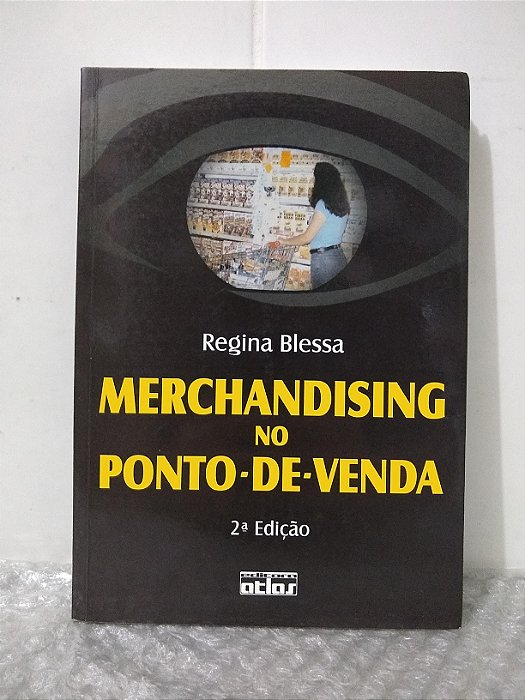 Regina Blessa
MERCHANDISING
NO
PONTO-DE-VENDA
2ª Edição
atlas